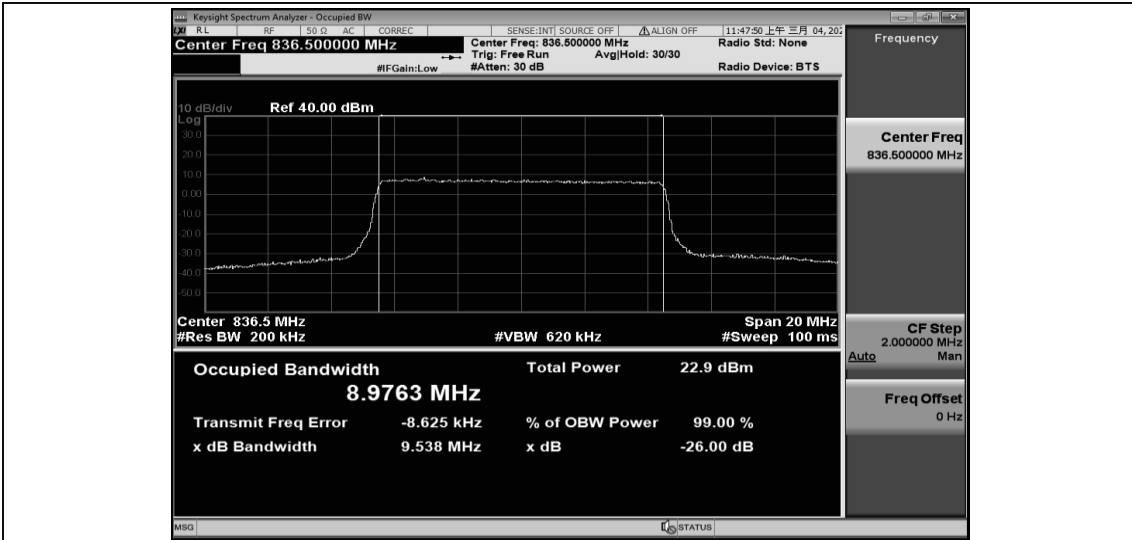 Keysight Spectrum Analyzer - Occupied BW
LXI RL RF 50 Ω AC CORREC SENSE:INT SOURCE OFF ⚠ALIGN OFF 11:47:50 上午 三月 04, 202
Center Freq 836.500000 MHz
Center Freq: 836.500000 MHz
Radio Std: None
Trig: Free Run Avg|Hold: 30/30
#IFGain:Low
#Atten: 30 dB
Radio Device: BTS
Frequency
10 dB/div Ref 40.00 dBm
Log
30.0
20.0
10.0
0.00
-10.0
-20.0
-30.0
-40.0
-50.0
Center Freq
836.500000 MHz
Center 836.5 MHz Span 20 MHz
#Res BW 200 kHz #VBW 620 kHz #Sweep 100 ms
CF Step
2.000000 MHz
Auto Man
Occupied Bandwidth Total Power 22.9 dBm
8.9763 MHz
Transmit Freq Error -8.625 kHz % of OBW Power 99.00 %
x dB Bandwidth 9.538 MHz x dB -26.00 dB
Freq Offset
0 Hz
MSG STATUS